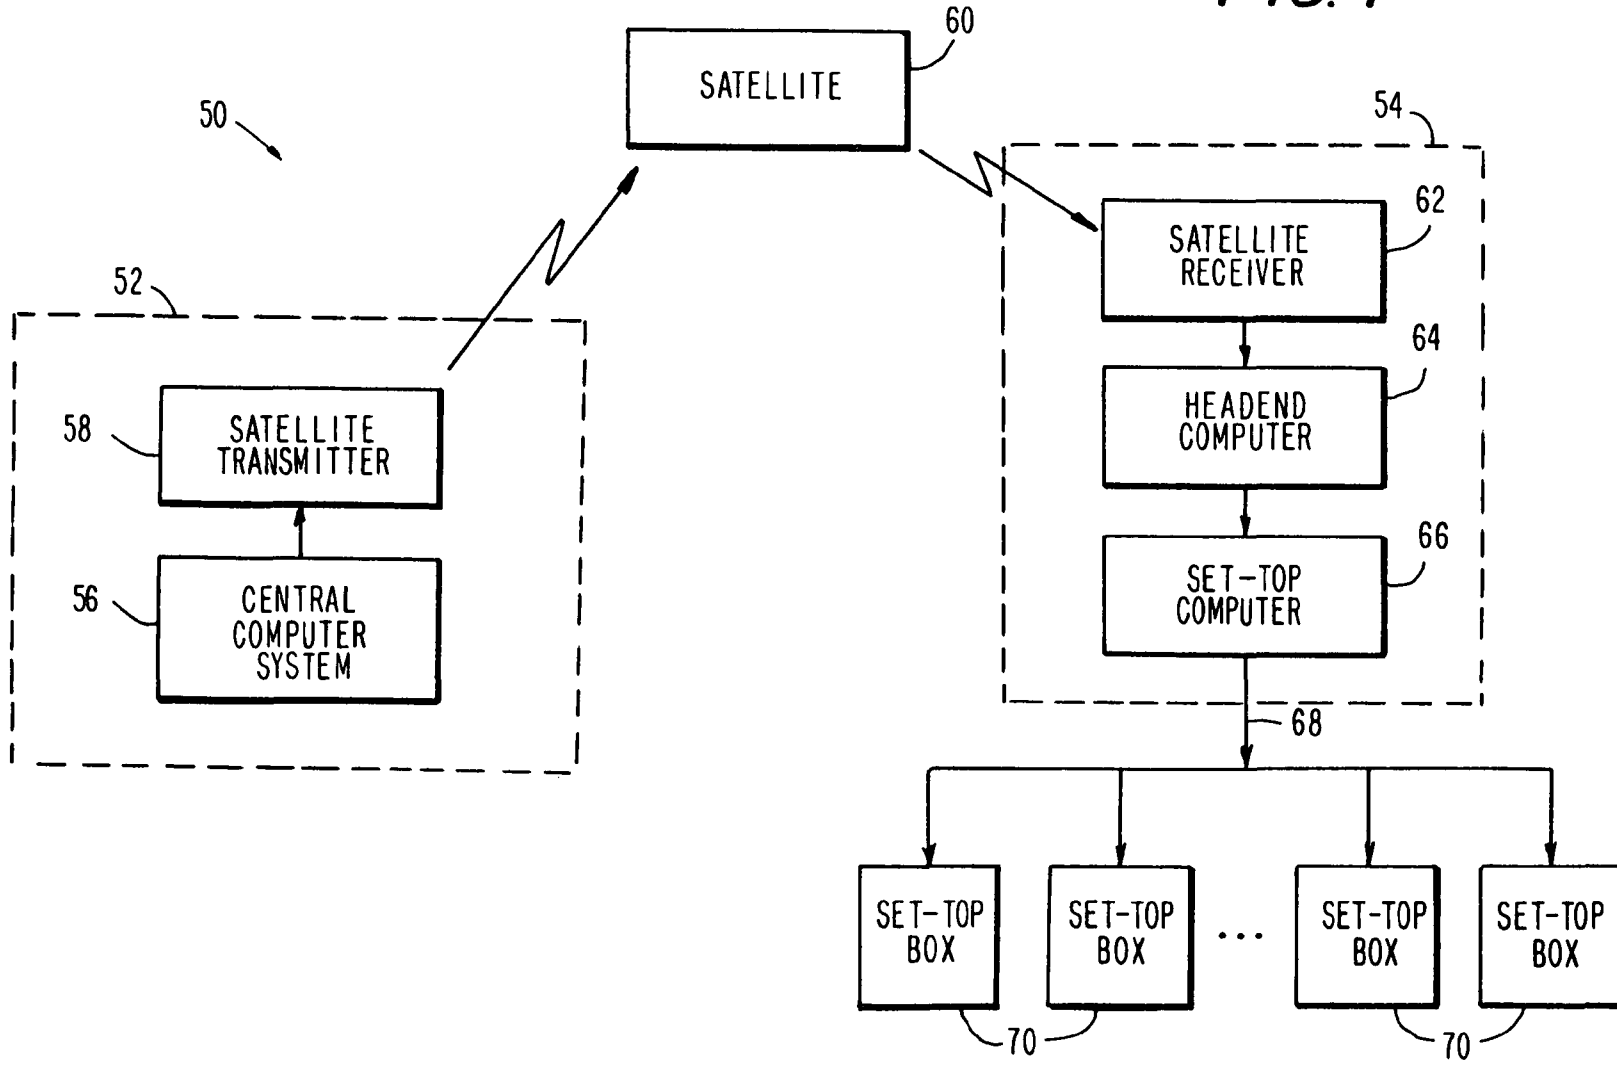 60
SATELLITE
50
54
62
SATELLITE
RECEIVER
52
64
HEADEND
COMPUTER
58
SATELLITE
TRANSMITTER
66
SET-TOP
COMPUTER
56
CENTRAL
COMPUTER
SYSTEM
68
SET-TOP
BOX
SET-TOP
BOX
...
SET-TOP
BOX
SET-TOP
BOX
70
70